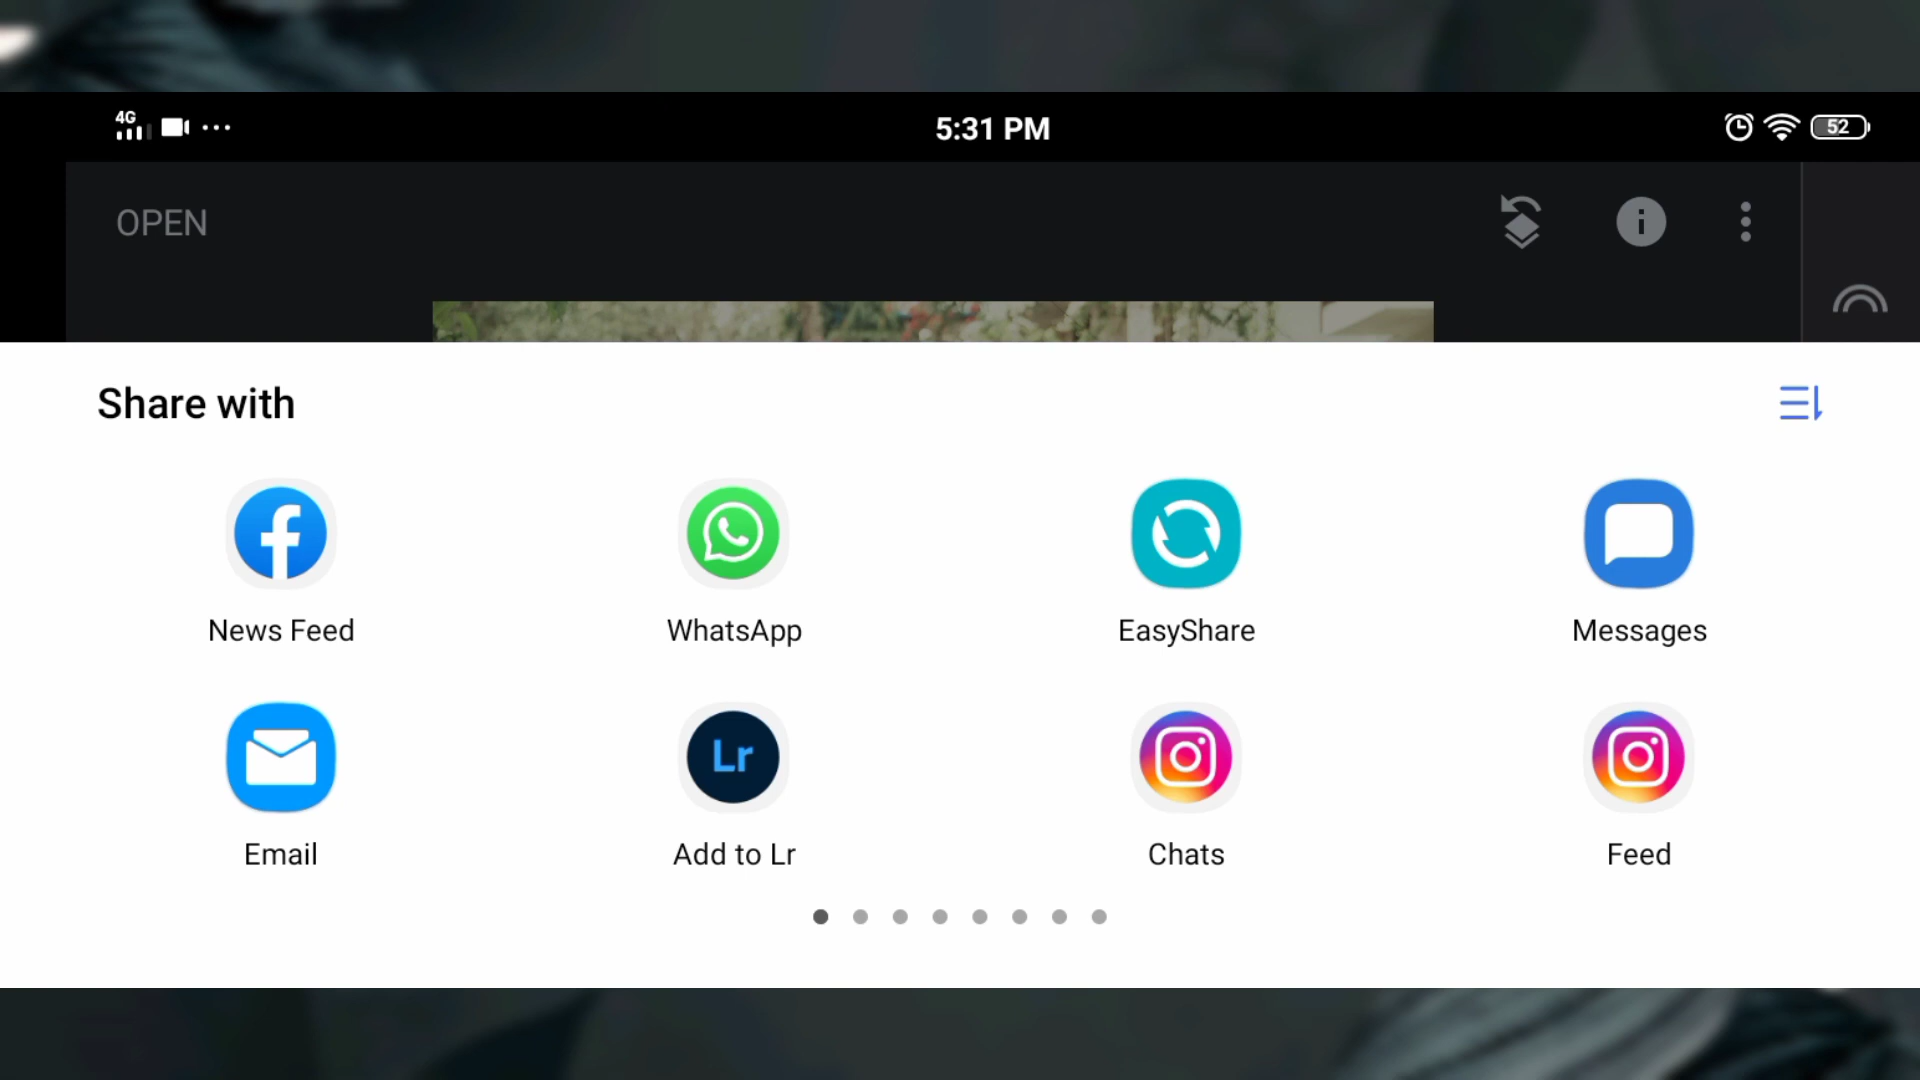 4G 5:31 PM 52
OPEN
Share with
News Feed WhatsApp EasyShare Messages
Lr
Email Add to Lr Chats Feed